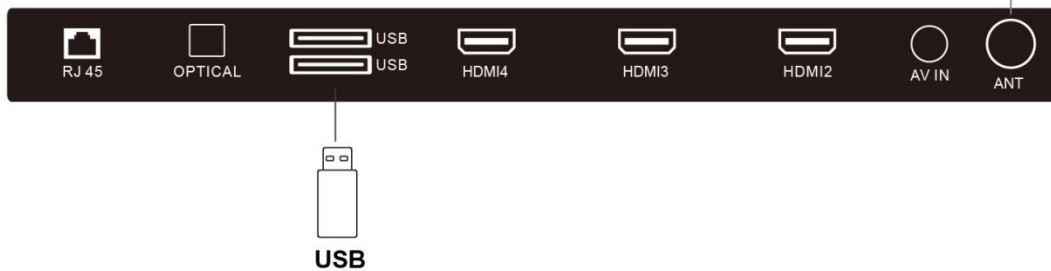 RJ 45
OPTICAL
USB
USB
HDMI4
HDMI3
HDMI2
AV IN
ANT
USB